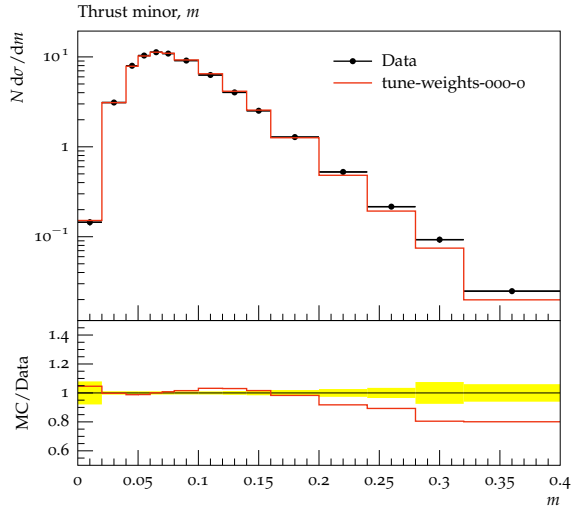 Thrust minor, m
N dσ/dm
Data
tune-weights-000-0
10^1
1
10^−1
MC/Data
1.4
1.2
1
0.8
0.6
0 0.05 0.1 0.15 0.2 0.25 0.3 0.35 0.4
m